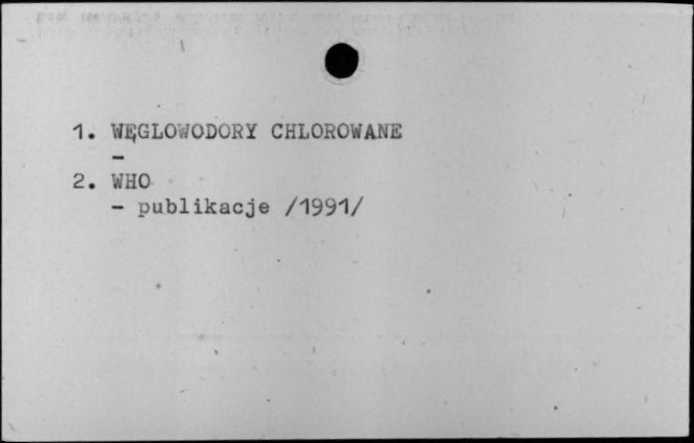 1. WĘGLOWODORY CHLOROWANE
-
2. WHO
- publikacje /1991/